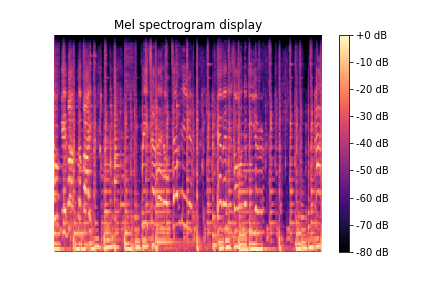 Mel spectrogram display
+0 dB
-10 dB
-20 dB
-30 dB
-40 dB
-50 dB
-60 dB
-70 dB
-80 dB